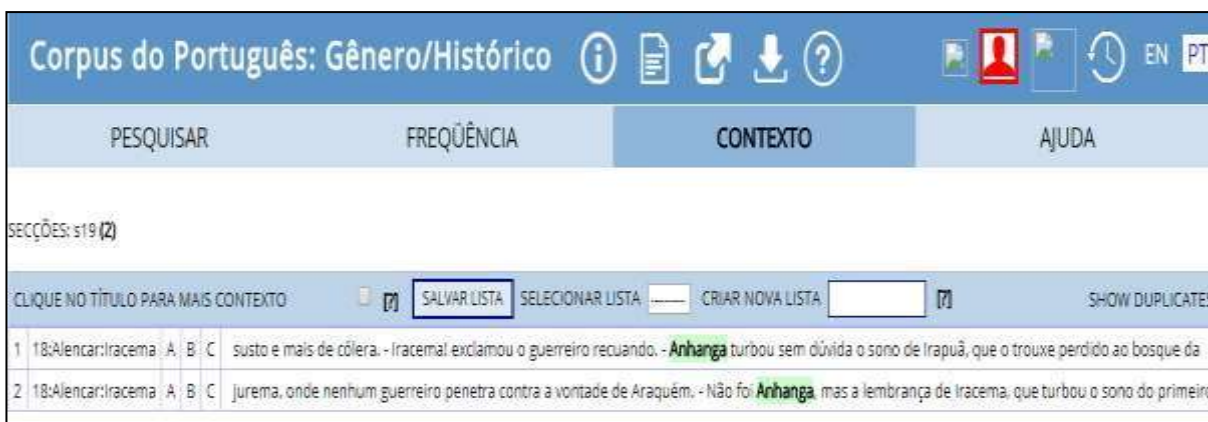 Corpus do Português: Gênero/Histórico EN PT
PESQUISAR FREQÜÊNCIA CONTEXTO AJUDA
SECÇÕES: s19 (2)
CLIQUE NO TÍTULO PARA MAIS CONTEXTO [?] SALVAR LISTA SELECIONAR LISTA ------- CRIAR NOVA LISTA [?] SHOW DUPLICATES
1 18:Alencar:Iracema A B C susto e mais de cólera. - Iracema! exclamou o guerreiro recuando. - Anhanga turbou sem dúvida o sono de Irapuã, que o trouxe perdido ao bosque da
2 18:Alencar:Iracema A B C jurema, onde nenhum guerreiro penetra contra a vontade de Araquém. - Não foi Anhanga, mas a lembrança de Iracema, que turbou o sono do primeiro